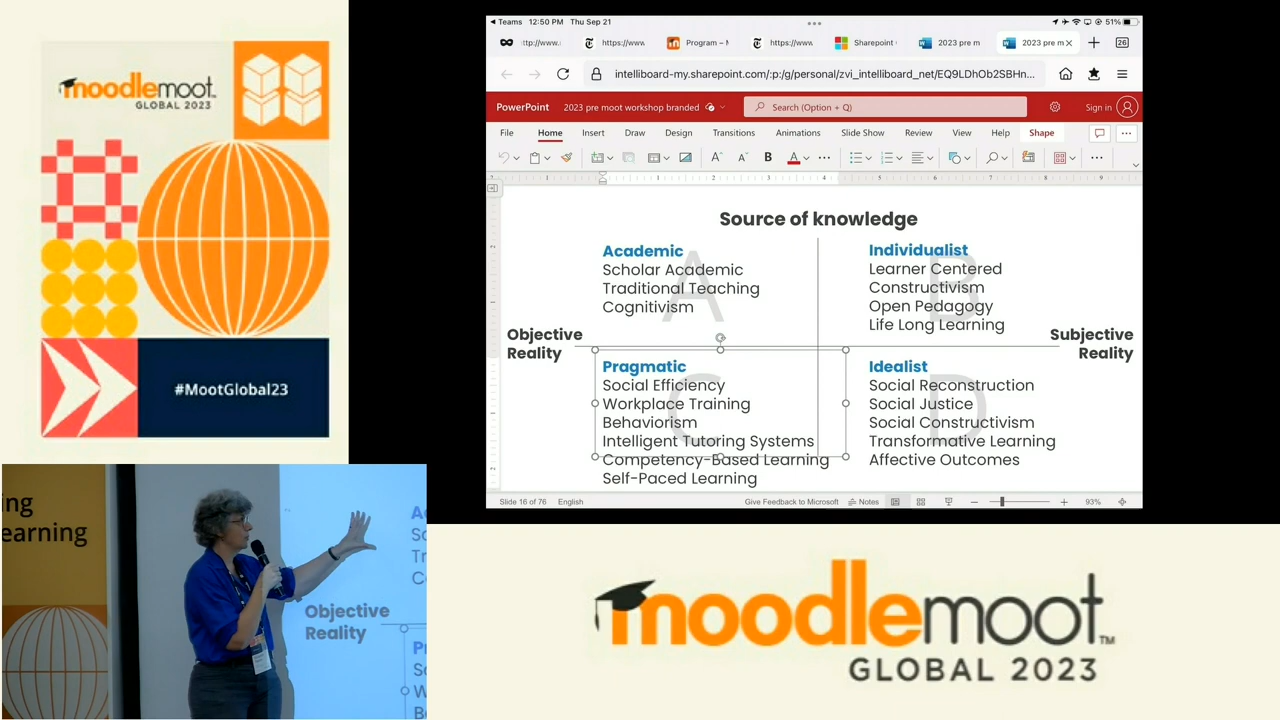 moodlemoot
GLOBAL 2023
#MootGlobal23
Teams 12:50 PM Thu Sep 21
51%
ttp://www.
https://www.
Program – M
https://www.
Sharepoint
2023 pre m
2023 pre m
26
intelliboard-my.sharepoint.com/:p:/g/personal/zvi_intelliboard_net/EQ9LDhOb2SBHn...
PowerPoint 2023 pre moot workshop branded
Search (Option + Q)
Sign in
File Home Insert Draw Design Transitions Animations Slide Show Review View Help Shape
Source of knowledge
A
Academic
Scholar Academic
Traditional Teaching
Cognitivism
B
Individualist
Learner Centered
Constructivism
Open Pedagogy
Life Long Learning
Objective
Reality
Subjective
Reality
C
Pragmatic
Social Efficiency
Workplace Training
Behaviorism
Intelligent Tutoring Systems
Competency-Based Learning
Self-Paced Learning
D
Idealist
Social Reconstruction
Social Justice
Social Constructivism
Transformative Learning
Affective Outcomes
Slide 16 of 76 English
Give Feedback to Microsoft Notes
93%
ing
earning
Objective
Reality
moodlemoot™
GLOBAL 2023